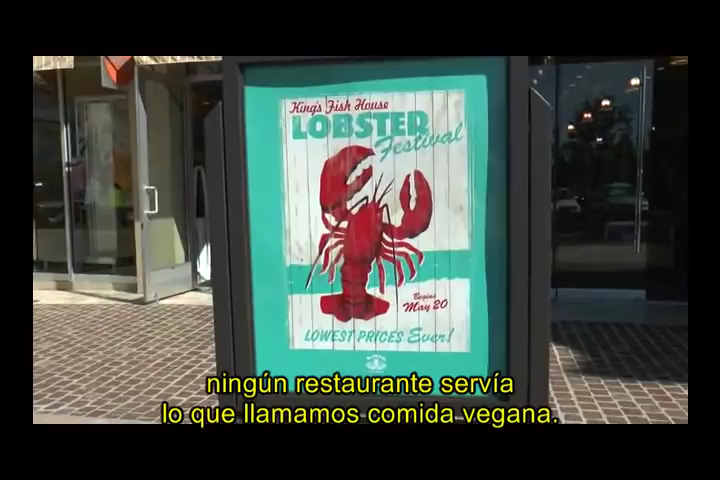 King's Fish House
LOBSTER
Festival
Begins
May 20
LOWEST PRICES Ever!
ningún restaurante servía
lo que llamamos comida vegana.